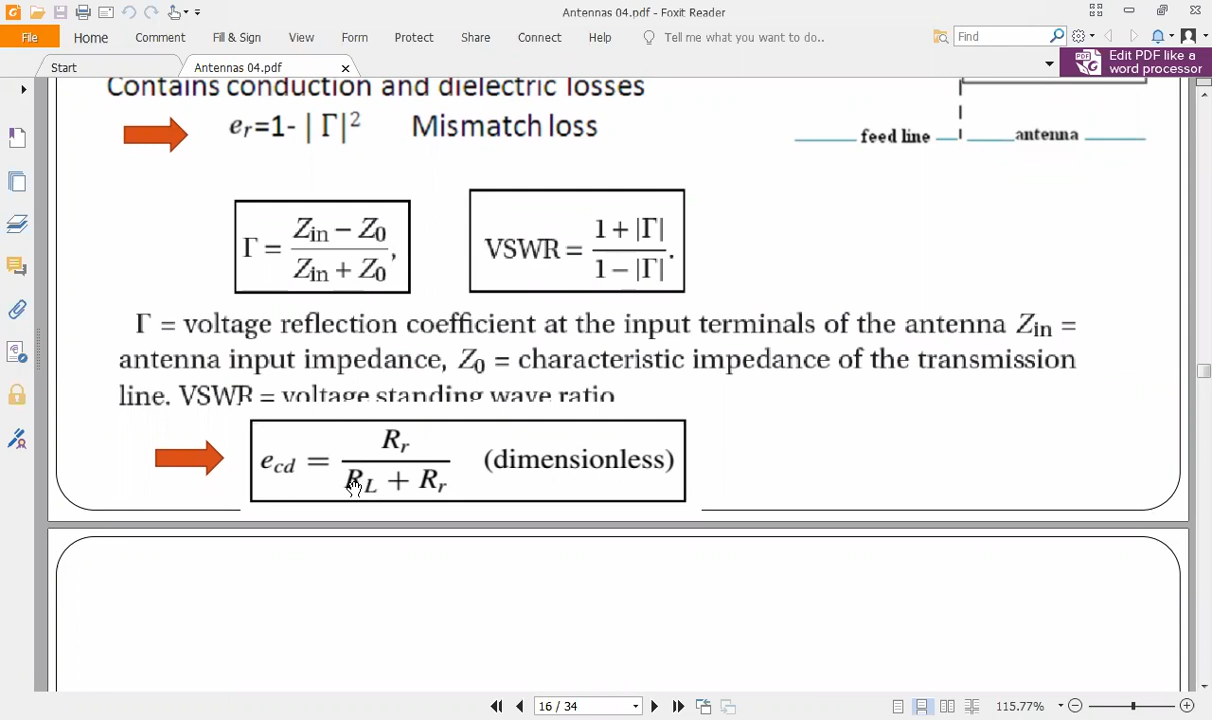 Antennas 04.pdf - Foxit Reader
File Home Comment Fill & Sign View Form Protect Share Connect Help Tell me what you want to do.. Find
Start Antennas 04.pdf × Edit PDF like a
word processor
Contains conduction and dielectric losses
e_r=1- | Γ|² Mismatch loss
feed line antenna
Γ = (Z_in − Z_0) / (Z_in + Z_0), VSWR = (1 + |Γ|) / (1 − |Γ|).
Γ = voltage reflection coefficient at the input terminals of the antenna Z_in =
antenna input impedance, Z_0 = characteristic impedance of the transmission
line. VSWR = voltage standing wave ratio
e_cd = R_r / (R_L + R_r) (dimensionless)
16 / 34 115.77%